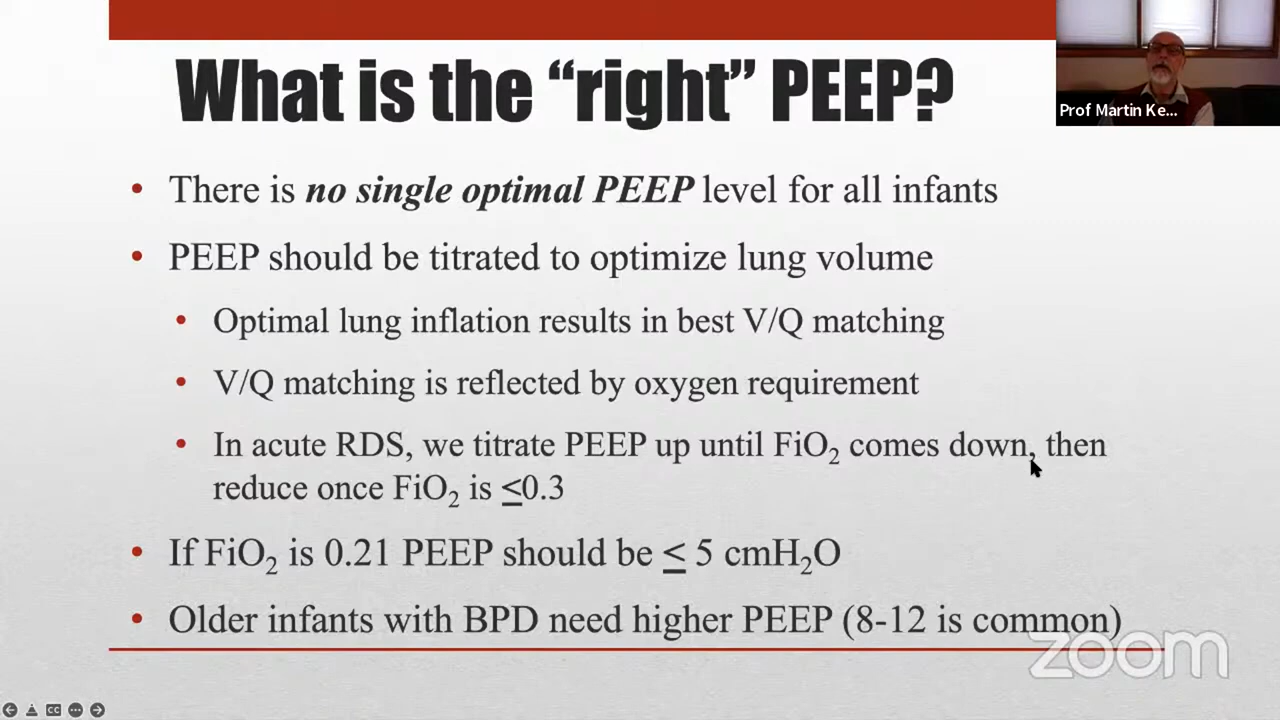 What is the “right” PEEP?
Prof Martin Ke...
• There is no single optimal PEEP level for all infants
• PEEP should be titrated to optimize lung volume
• Optimal lung inflation results in best V/Q matching
• V/Q matching is reflected by oxygen requirement
• In acute RDS, we titrate PEEP up until FiO₂ comes down, then
reduce once FiO₂ is ≤0.3
• If FiO₂ is 0.21 PEEP should be ≤ 5 cmH₂O
• Older infants with BPD need higher PEEP (8-12 is common)
zoom
CC